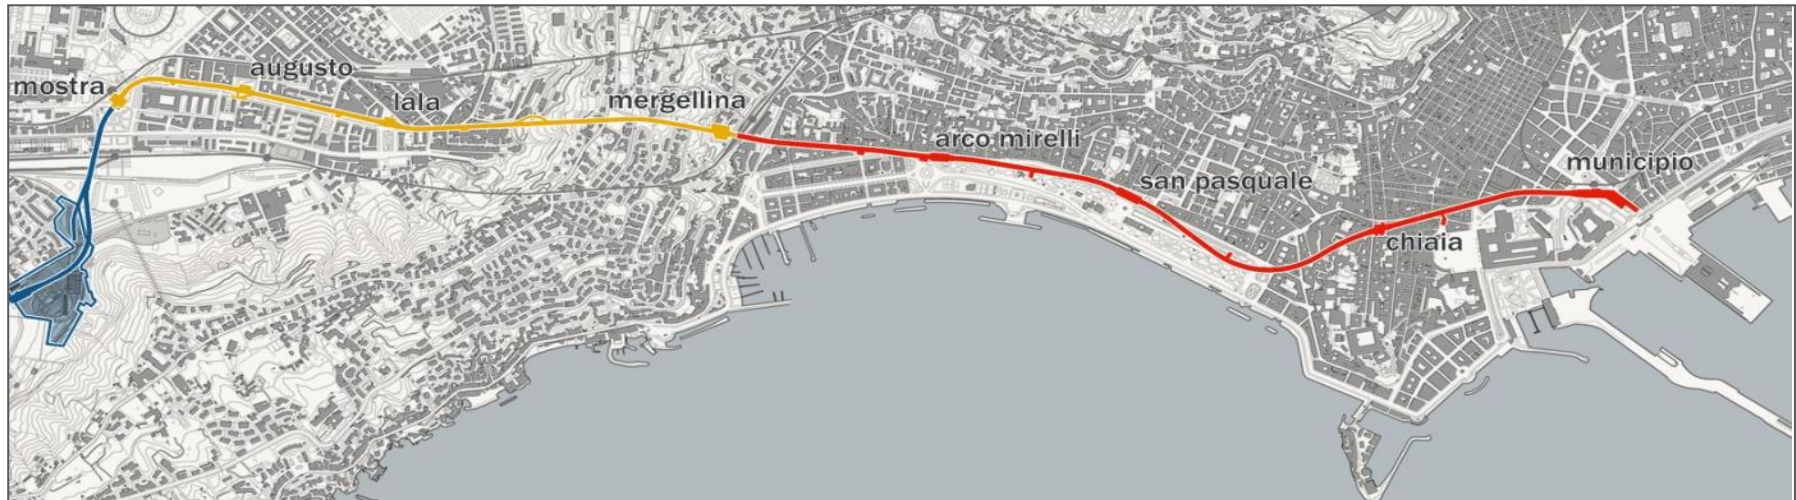 mostra
augusto
lala
mergellina
arco mirelli
san pasquale
chiaia
municipio